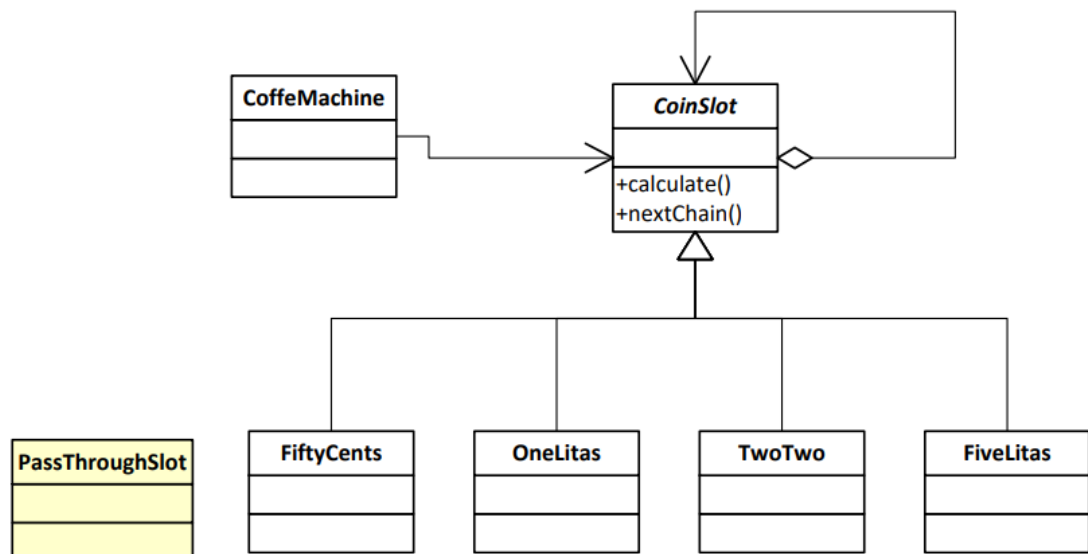 CoffeMachine
CoinSlot
+calculate()
+nextChain()
PassThroughSlot
FiftyCents
OneLitas
TwoTwo
FiveLitas